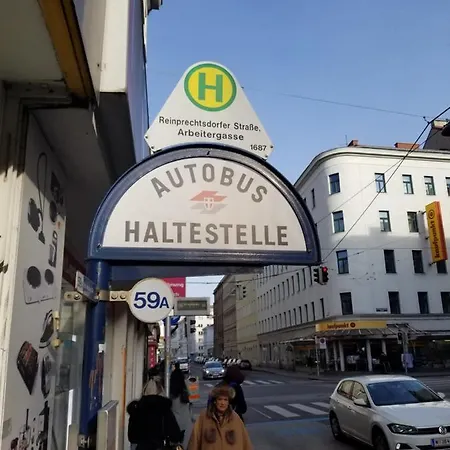 H
Reinprechtsdorfer Straße,
Arbeitergasse
1687
AUTOBUS
HALTESTELLE
59A